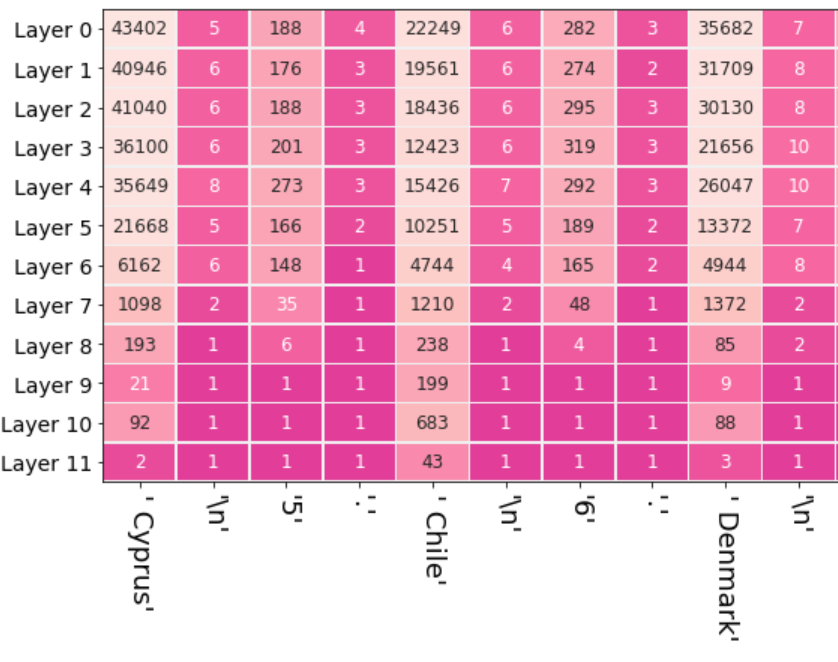 Layer 0 43402 5 188 4 22249 6 282 3 35682 7
Layer 1 40946 6 176 3 19561 6 274 2 31709 8
Layer 2 41040 6 188 3 18436 6 295 3 30130 8
Layer 3 36100 6 201 3 12423 6 319 3 21656 10
Layer 4 35649 8 273 3 15426 7 292 3 26047 10
Layer 5 21668 5 166 2 10251 5 189 2 13372 7
Layer 6 6162 6 148 1 4744 4 165 2 4944 8
Layer 7 1098 2 35 1 1210 2 48 1 1372 2
Layer 8 193 1 6 1 238 1 4 1 85 2
Layer 9 21 1 1 1 199 1 1 1 9 1
Layer 10 92 1 1 1 683 1 1 1 88 1
Layer 11 2 1 1 1 43 1 1 1 3 1
' Cyprus' '\n' '5' '.' ' Chile' '\n' '6' '.' ' Denmark' '\n'